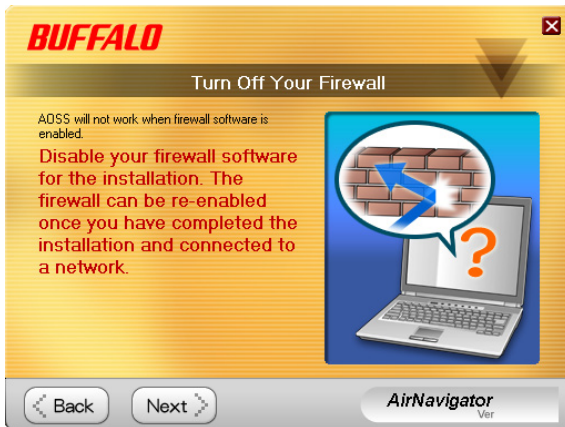 BUFFALO
Turn Off Your Firewall
AOSS will not work when firewall software is
enabled.
Disable your firewall software
for the installation. The
firewall can be re-enabled
once you have completed the
installation and connected to
a network.
?
Back
Next
AirNavigator
Ver